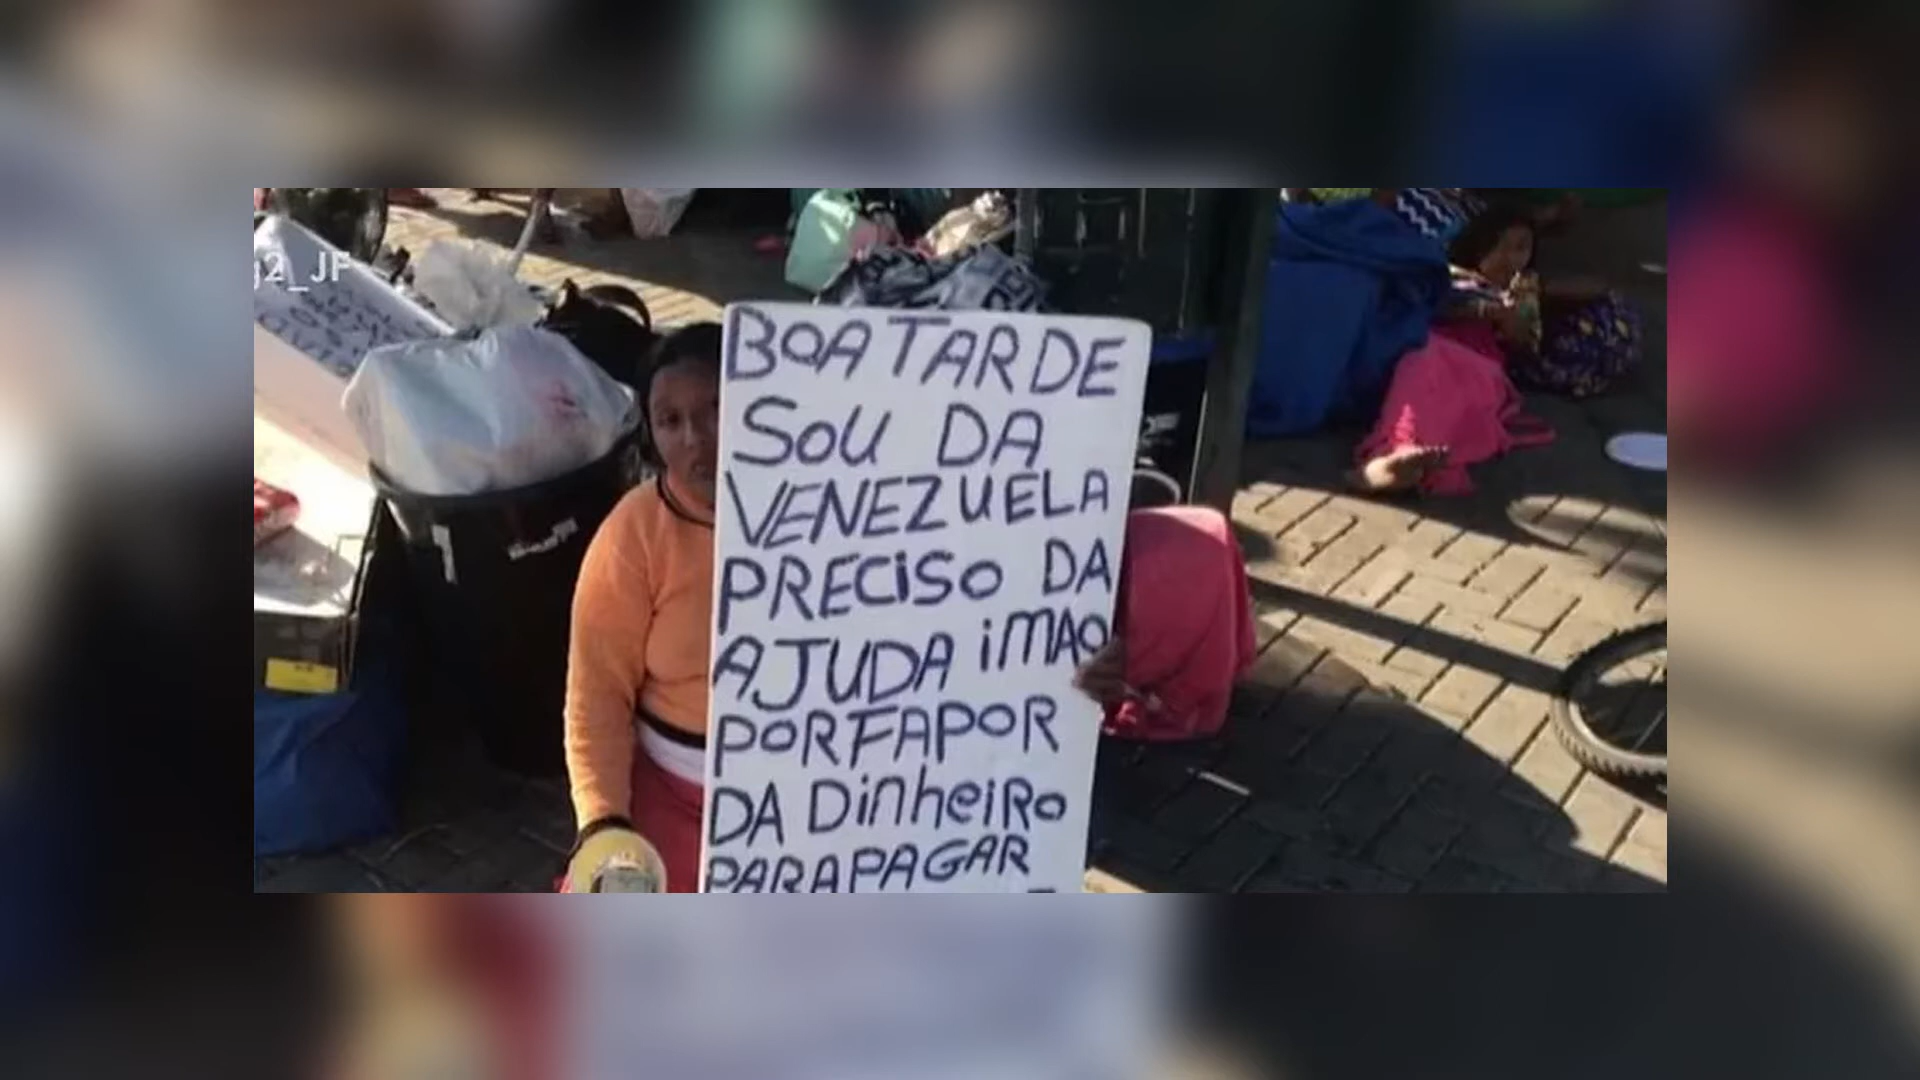 g2_JF
BOA TARDE
SOU DA
VENEZUELA
PRECISO DA
AJUDA iMAO
PORFAPOR
DA DinheiRo
PARAPAGAR